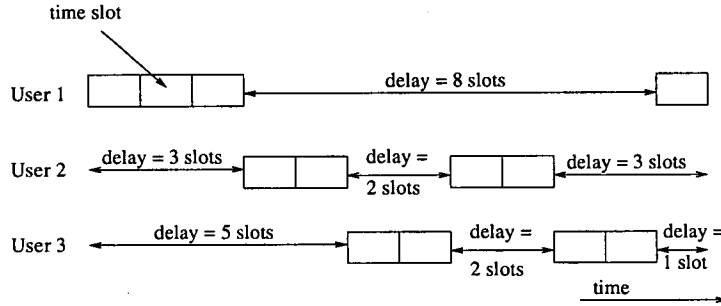 time slot
User 1
delay = 8 slots
User 2
delay = 3 slots
delay =
2 slots
delay = 3 slots
User 3
delay = 5 slots
delay =
2 slots
delay =
1 slot
time